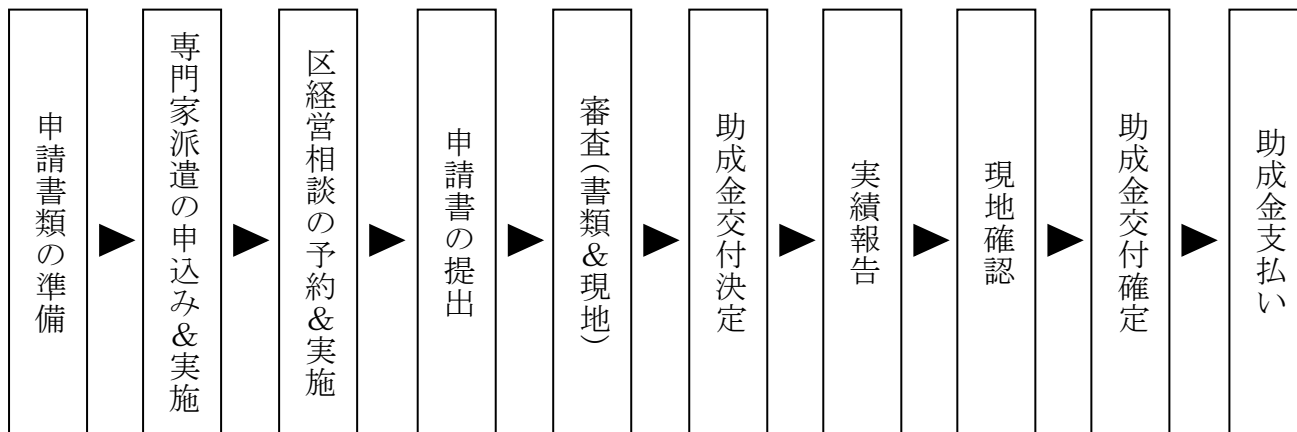 申請書類の準備
専門家派遣の申込み&実施
区経営相談の予約&実施
申請書の提出
審査(書類&現地)
助成金交付決定
実績報告
現地確認
助成金交付確定
助成金支払い